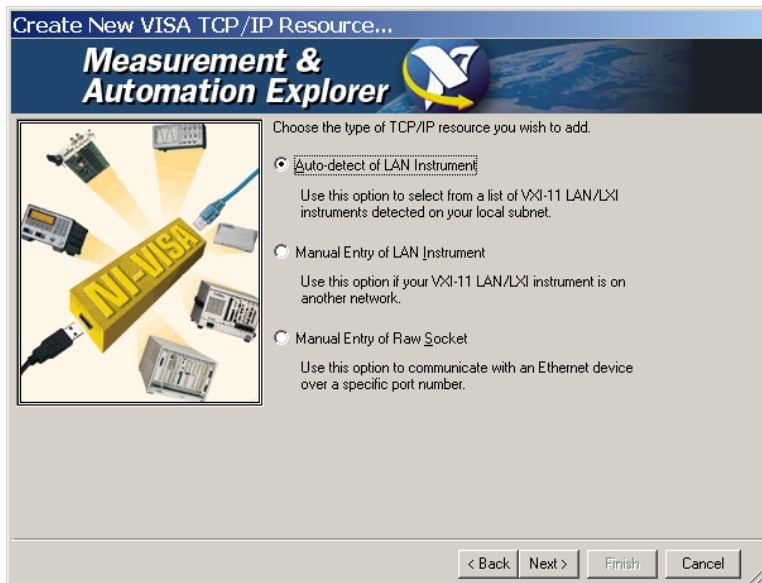 Create New VISA TCP/IP Resource...
Measurement &
Automation Explorer
NI-VISA
Choose the type of TCP/IP resource you wish to add.
Auto-detect of LAN Instrument
Use this option to select from a list of VXI-11 LAN/LXI
instruments detected on your local subnet.
Manual Entry of LAN Instrument
Use this option if your VXI-11 LAN/LXI instrument is on
another network.
Manual Entry of Raw Socket
Use this option to communicate with an Ethernet device
over a specific port number.
< Back
Next >
Finish
Cancel